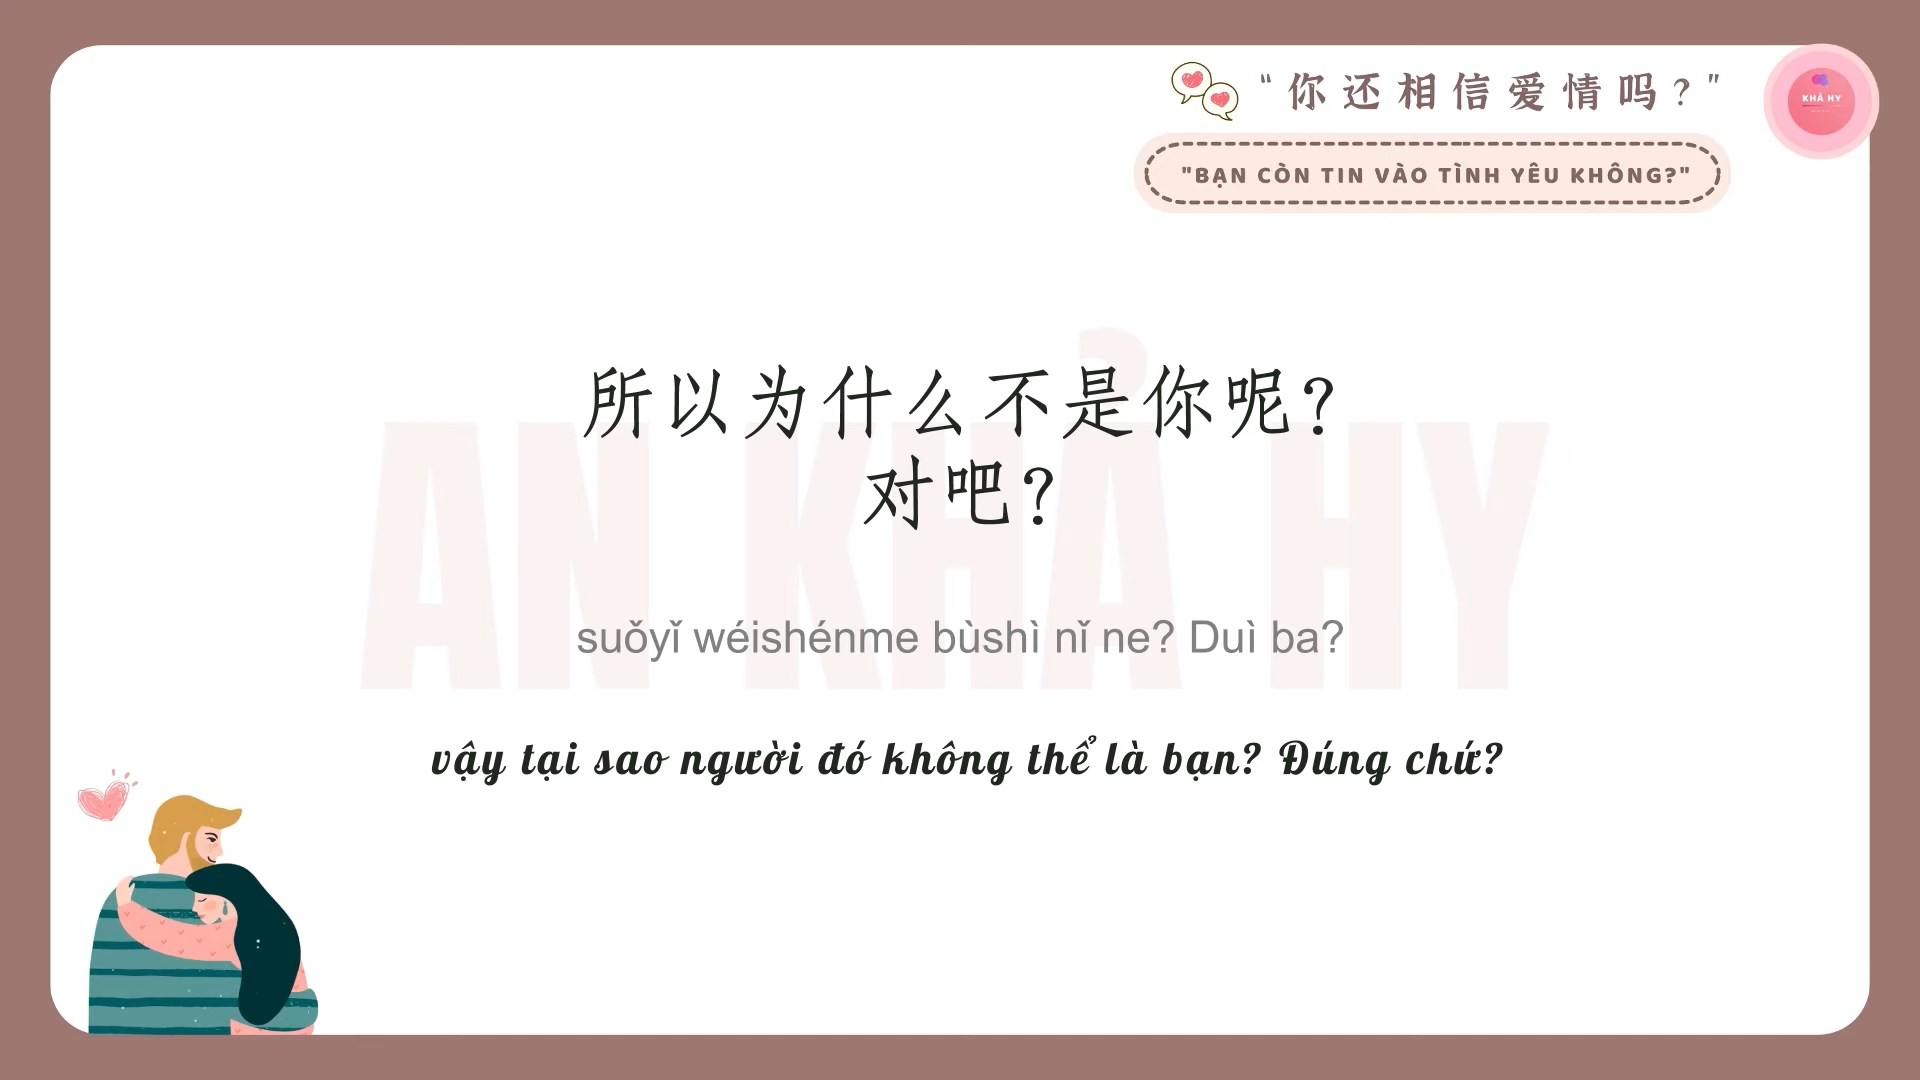 “你还相信爱情吗?”
KHẢ HY
"BẠN CÒN TIN VÀO TÌNH YÊU KHÔNG?"
所以为什么不是你呢?
对吧?
AN KHẢ HY
suǒyǐ wéishénme bùshì nǐ ne? Duì ba?
vậy tại sao người đó không thể là bạn? Đúng chứ?